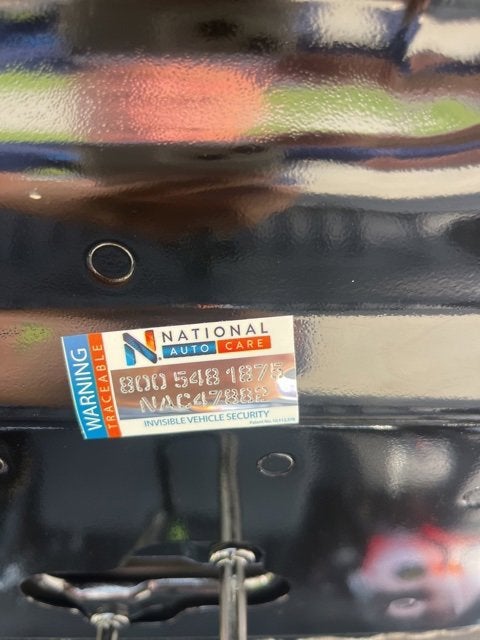 WARNING
TRACEABLE
N. NATIONAL
AUTO CARE
800 548 1875
NAC47882
INVISIBLE VEHICLE SECURITY